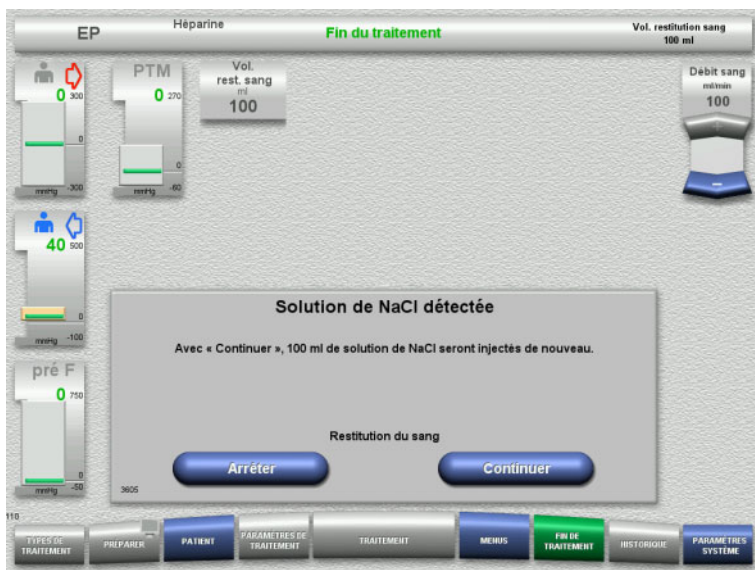 EP
Héparine
Fin du traitement
Vol. restitution sang
100 ml
0
300
0
-300
mmHg
PTM
0
270
0
-60
mmHg
Vol.
rest. sang
ml
100
Débit sang
ml/min
100
+
-
40
500
0
-100
mmHg
pré F
0
750
0
-50
mmHg
Solution de NaCl détectée
Avec « Continuer », 100 ml de solution de NaCl seront injectés de nouveau.
Restitution du sang
Arrêter
Continuer
3605
110
TYPES DE
TRAITEMENT
PRÉPARER
PATIENT
PARAMÈTRES DE
TRAITEMENT
TRAITEMENT
MENUS
FIN DE
TRAITEMENT
HISTORIQUE
PARAMÈTRES
SYSTÈME